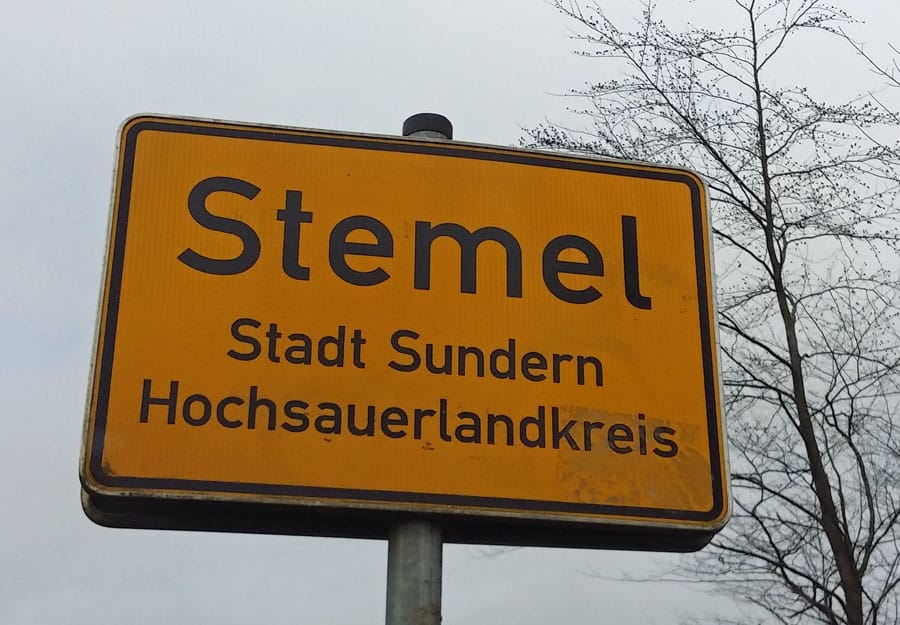 Stemel
Stadt Sundern
Hochsauerlandkreis